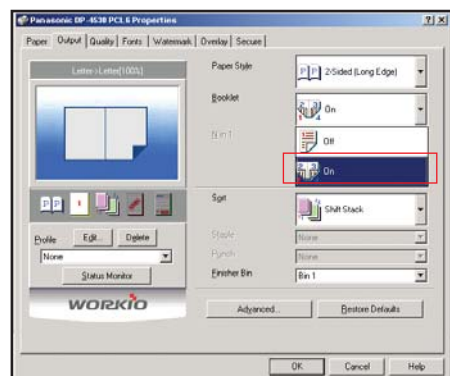 Panasonic DP-4530 PCL 6 Properties
Paper Output Quality Fonts Watermark Overlay Secure
Letter->Letter[100%]
Paper Style
2-Sided (Long Edge)
Booklet
On
N in 1
Off
On
Sort
Shift Stack
Staple
None
Punch
None
Finisher Bin
Bin 1
Profile
Edit...
Delete
None
Status Monitor
WORKiO
Advanced...
Restore Defaults
OK
Cancel
Help